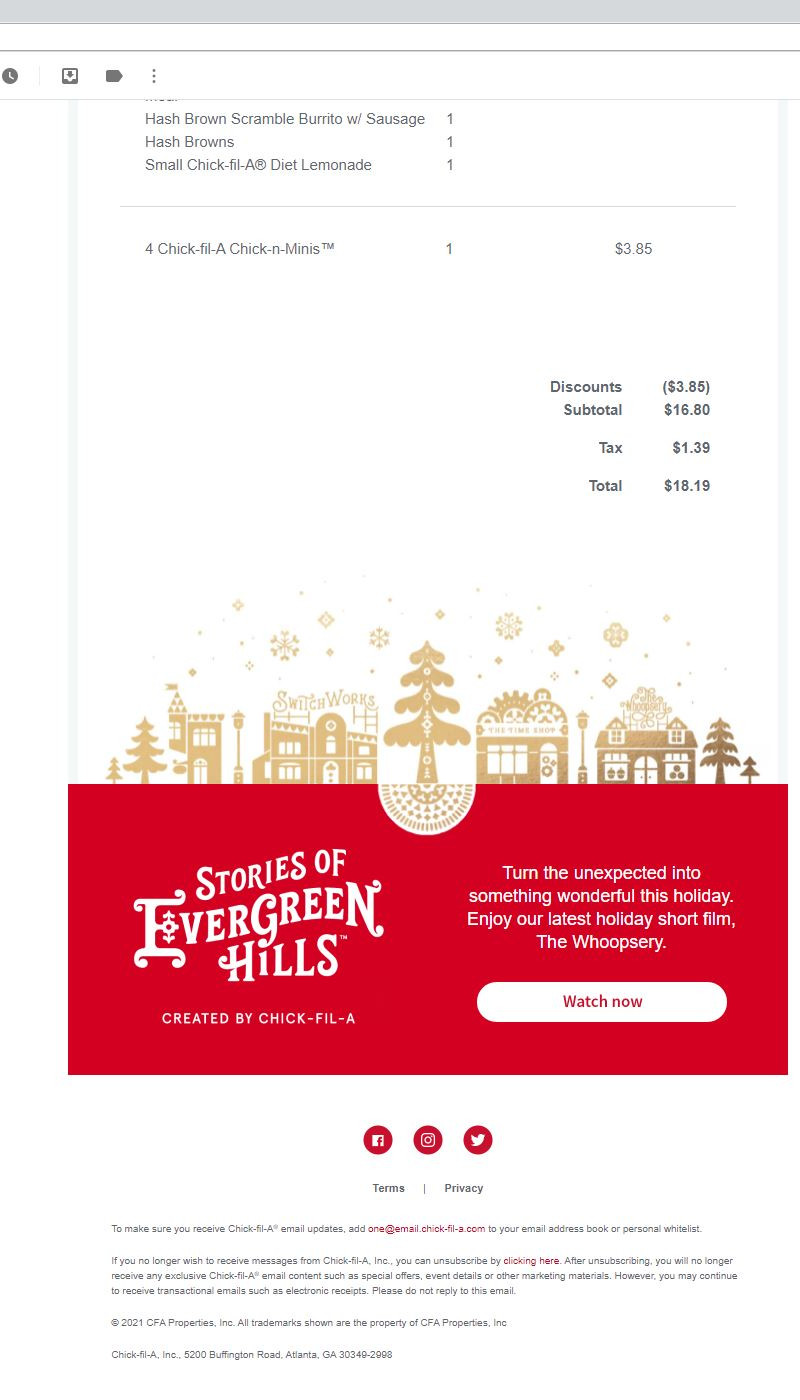 Hash Brown Scramble Burrito w/ Sausage 1
Hash Browns 1
Small Chick-fil-A® Diet Lemonade 1
4 Chick-fil-A Chick-n-Minis™ 1 $3.85
Discounts ($3.85)
Subtotal $16.80
Tax $1.39
Total $18.19
SWITCHWORKS
THE TIME SHOP
The
Whoopsery
STORIES OF
EVERGREEN
HILLS™
CREATED BY CHICK-FIL-A
Turn the unexpected into
something wonderful this holiday.
Enjoy our latest holiday short film,
The Whoopsery.
Watch now
Terms | Privacy
To make sure you receive Chick-fil-A® email updates, add one@email.chick-fil-a.com to your email address book or personal whitelist.
If you no longer wish to receive messages from Chick-fil-A, Inc., you can unsubscribe by clicking here. After unsubscribing, you will no longer
receive any exclusive Chick-fil-A® email content such as special offers, event details or other marketing materials. However, you may continue
to receive transactional emails such as electronic receipts. Please do not reply to this email.
© 2021 CFA Properties, Inc. All trademarks shown are the property of CFA Properties, Inc
Chick-fil-A, Inc., 5200 Buffington Road, Atlanta, GA 30349-2998